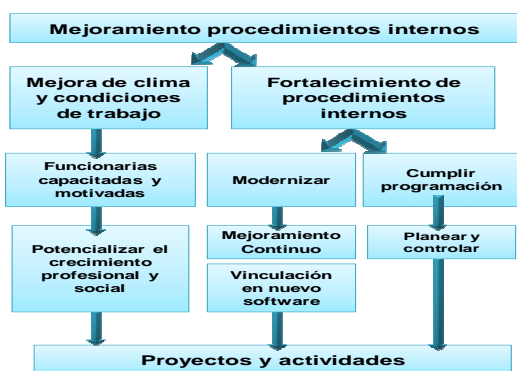 Mejoramiento procedimientos internos
Mejora de clima
y condiciones
de trabajo
Fortalecimiento de
procedimientos
internos
Funcionarias
capacitadas y
motivadas
Modernizar
Cumplir
programación
Potencializar el
crecimiento
profesional y
social
Mejoramiento
Continuo
Planear y
controlar
Vinculación
en nuevo
software
Proyectos y actividades